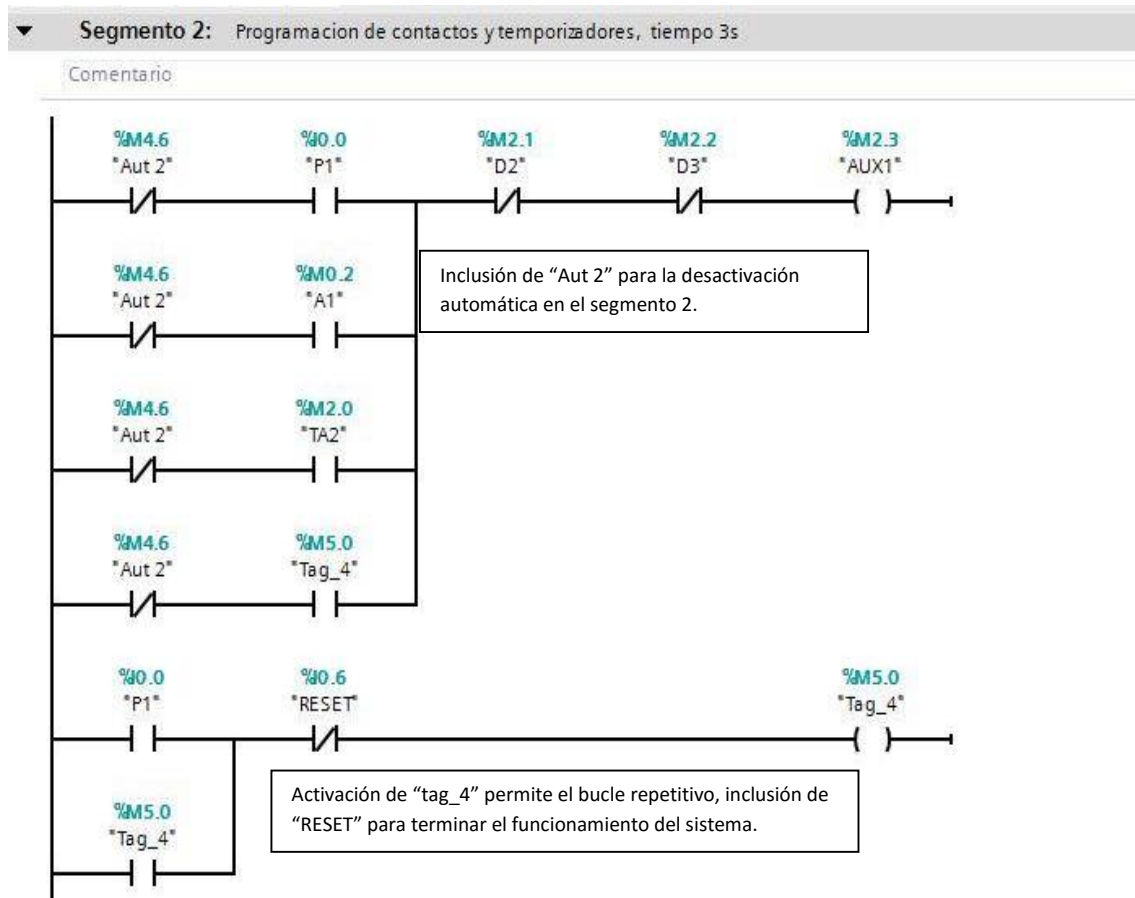 Segmento 2: Programacion de contactos y temporizadores, tiempo 3s
Comentario
%M4.6 %I0.0 %M2.1 %M2.2 %M2.3
"Aut 2" "P1" "D2" "D3" "AUX1"
%M4.6 %M0.2
"Aut 2" "A1"
Inclusión de “Aut 2” para la desactivación
automática en el segmento 2.
%M4.6 %M2.0
"Aut 2" "TA2"
%M4.6 %M5.0
"Aut 2" "Tag_4"
%I0.0 %I0.6 %M5.0
"P1" "RESET" "Tag_4"
Activación de “tag_4” permite el bucle repetitivo, inclusión de
“RESET” para terminar el funcionamiento del sistema.
%M5.0
"Tag_4"